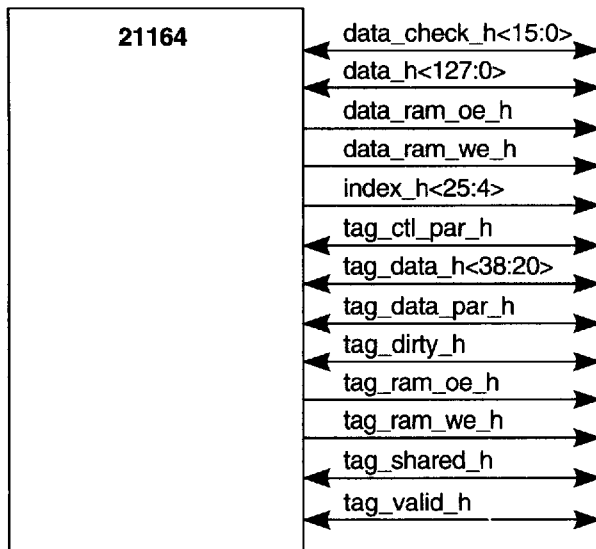 21164
data_check_h<15:0>
data_h<127:0>
data_ram_oe_h
data_ram_we_h
index_h<25:4>
tag_ctl_par_h
tag_data_h<38:20>
tag_data_par_h
tag_dirty_h
tag_ram_oe_h
tag_ram_we_h
tag_shared_h
tag_valid_h